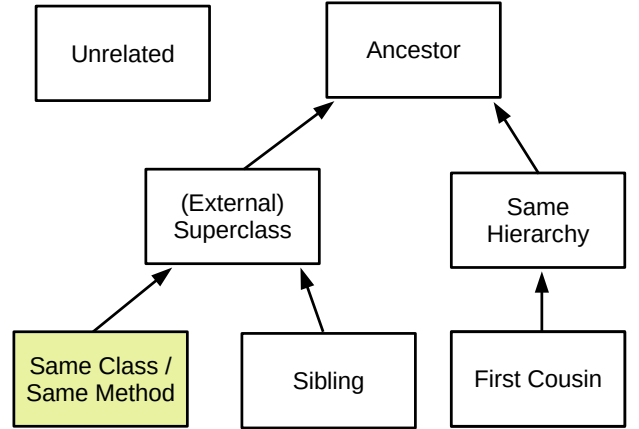 Unrelated
Ancestor
(External)
Superclass
Same
Hierarchy
Same Class /
Same Method
Sibling
First Cousin